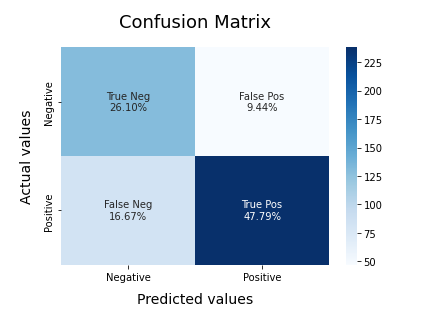 Confusion Matrix
225
200
175
150
125
100
75
50
Actual values
Negative
Positive
True Neg
26.10%
False Pos
9.44%
False Neg
16.67%
True Pos
47.79%
Negative
Positive
Predicted values